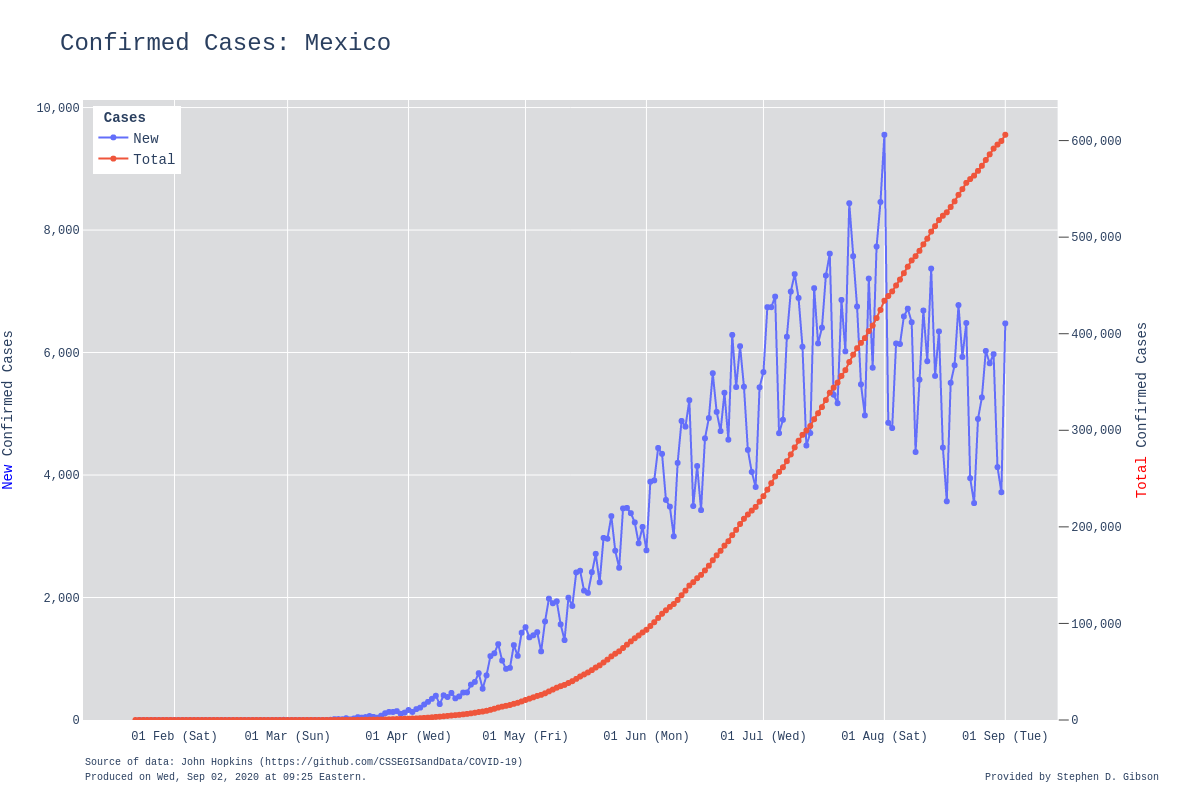 Confirmed Cases: Mexico
Cases
New
Total
10,000
8,000
6,000
4,000
2,000
0
New Confirmed Cases
600,000
500,000
400,000
300,000
200,000
100,000
0
Total Confirmed Cases
01 Feb (Sat) 01 Mar (Sun) 01 Apr (Wed) 01 May (Fri) 01 Jun (Mon) 01 Jul (Wed) 01 Aug (Sat) 01 Sep (Tue)
Source of data: John Hopkins (https://github.com/CSSEGISandData/COVID-19)
Produced on Wed, Sep 02, 2020 at 09:25 Eastern.
Provided by Stephen D. Gibson